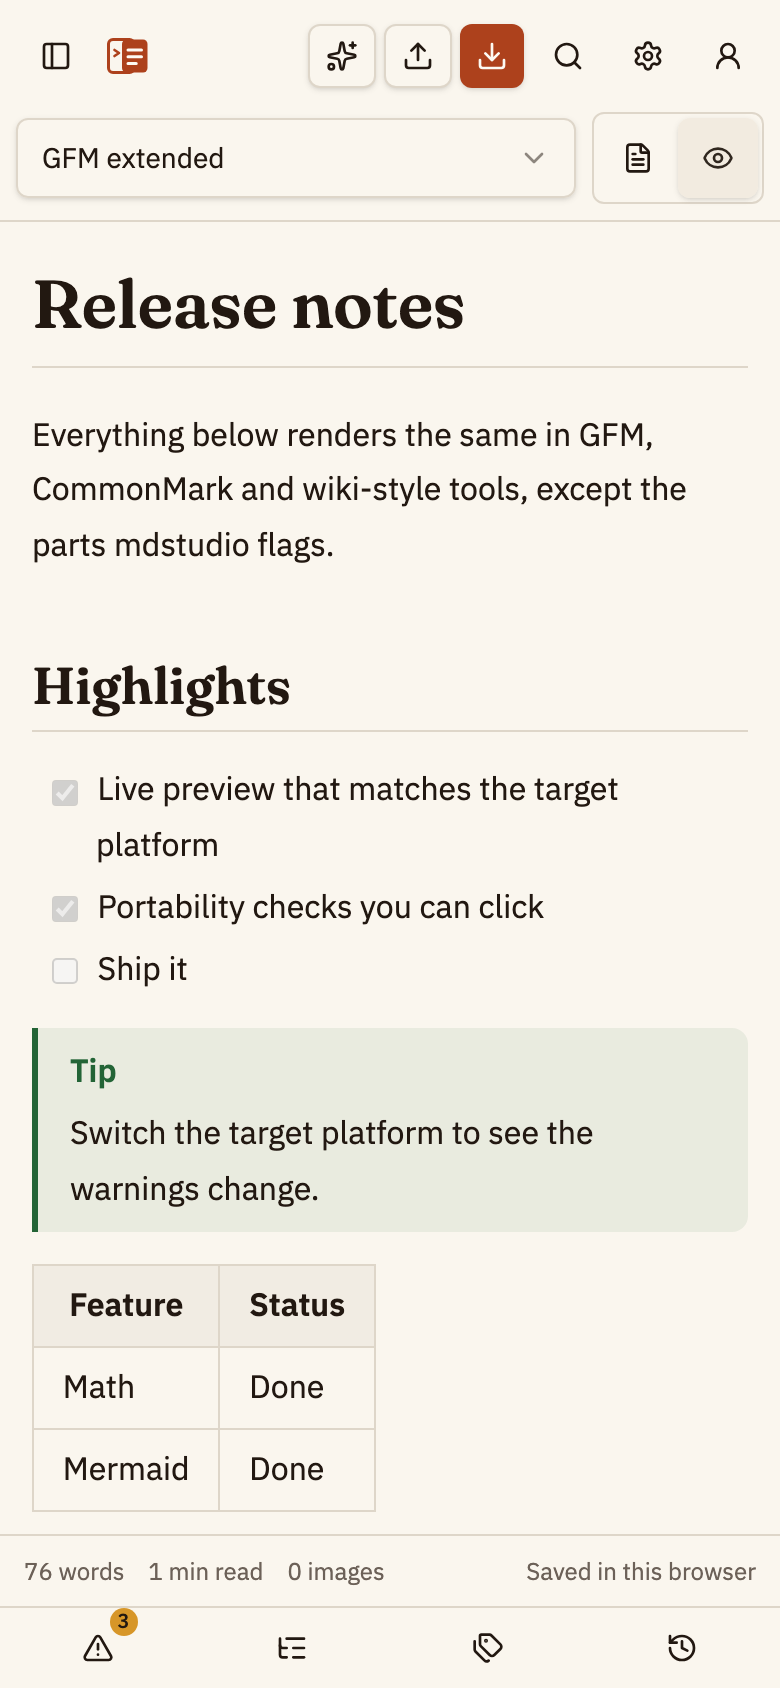 GFM extended
Release notes
Everything below renders the same in GFM,
CommonMark and wiki-style tools, except the
parts mdstudio flags.
Highlights
Live preview that matches the target
platform
Portability checks you can click
Ship it
Tip
Switch the target platform to see the
warnings change.
Feature Status
Math Done
Mermaid Done
76 words 1 min read 0 images Saved in this browser
3